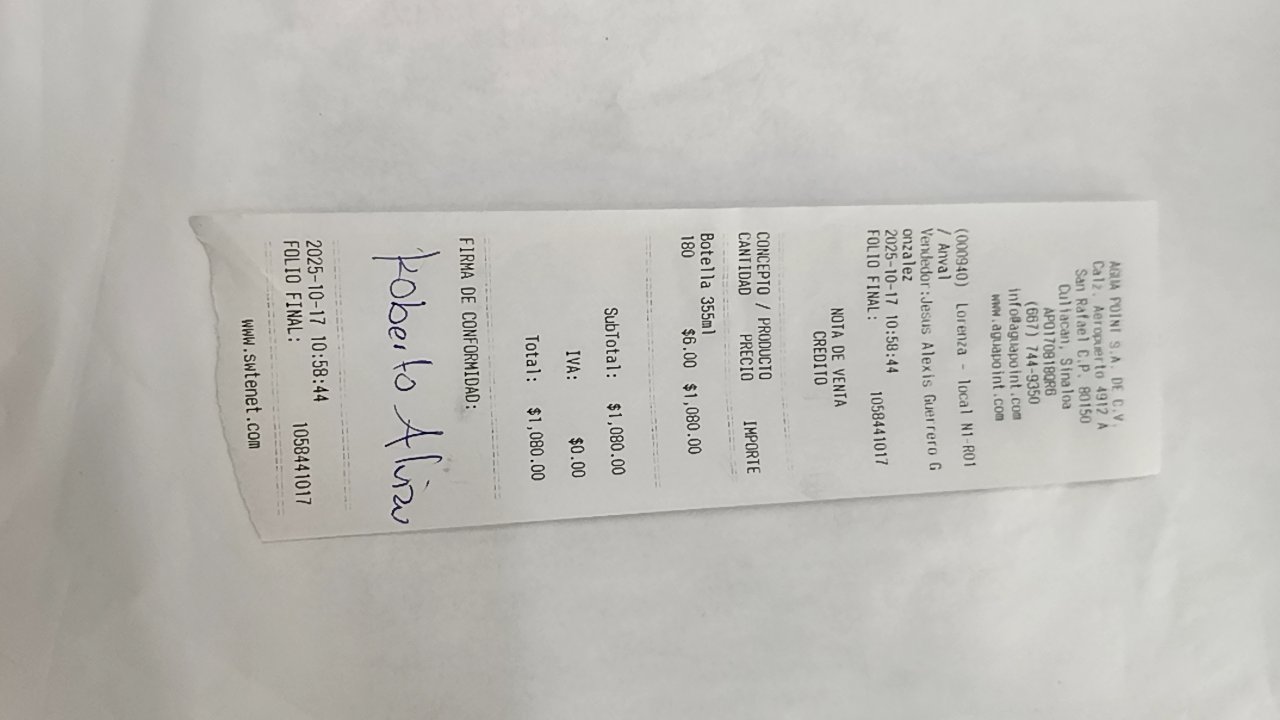 AGUA POINT S.A. DE C.V.
Calz. Aeropuerto 4912 A
San Rafael C.P. 80150
Culiacan, Sinaloa
APO170818QR6
(667) 744-9350
info@aguapoint.com
www.aguapoint.com
(000940) Lorenza - local N1-R01
/ Anval
Vendedor:Jesus Alexis Guerrero G
onzalez
2025-10-17 10:58:44
FOLIO FINAL: 1058441017
NOTA DE VENTA
CREDITO
CONCEPTO / PRODUCTO
CANTIDAD PRECIO IMPORTE
Botella 355ml
180 $6.00 $1,080.00
SubTotal: $1,080.00
IVA: $0.00
Total: $1,080.00
FIRMA DE CONFORMIDAD:
Roberto
2025-10-17 10:58:44
FOLIO FINAL: 1058441017
www.swtenet.com